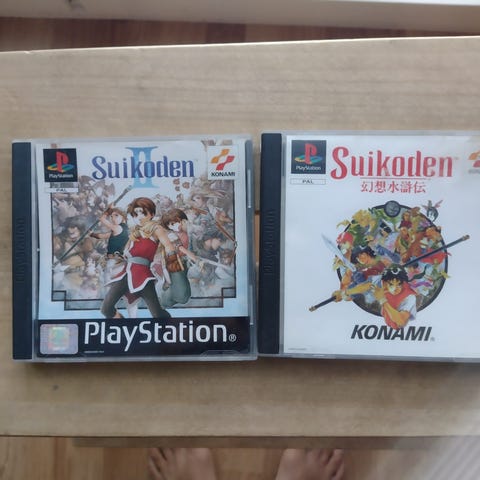 PlayStation
PAL
Suikoden
II
KONAMI
PlayStation®
PlayStation
PlayStation
PAL
Suikoden
幻想水滸伝
KONAMI
PlayStation